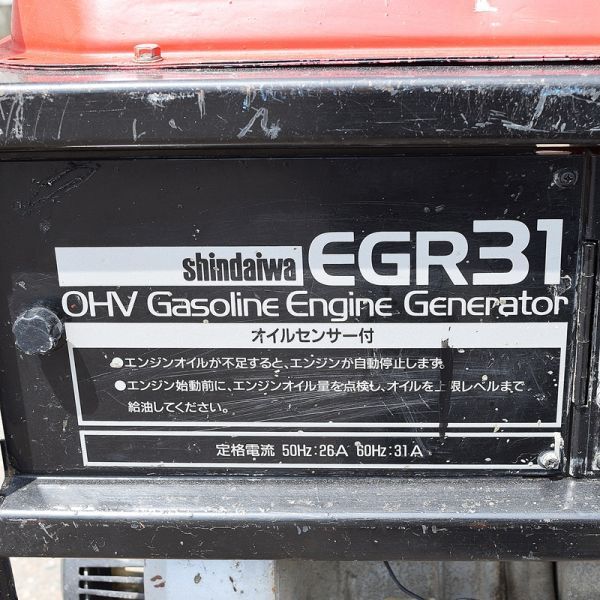 shindaiwa EGR31
OHV Gasoline Engine Generator
オイルセンサー付
●エンジンオイルが不足すると、エンジンが自動停止します。
●エンジン始動前に、エンジンオイル量を点検し、オイルを上限レベルまで
給油してください。
定格電流 50Hz:26A 60Hz:31A